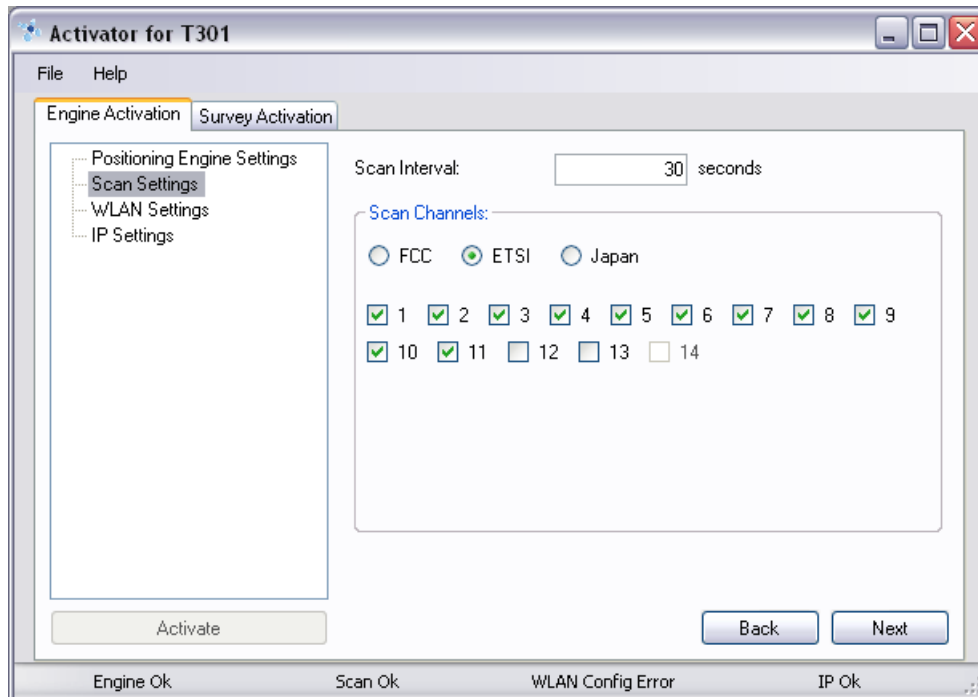 Activator for T301
File Help
Engine Activation Survey Activation
Positioning Engine Settings
Scan Settings
WLAN Settings
IP Settings
Scan Interval: 30 seconds
Scan Channels:
FCC ETSI Japan
1 2 3 4 5 6 7 8 9
10 11 12 13 14
Activate Back Next
Engine Ok Scan Ok WLAN Config Error IP Ok